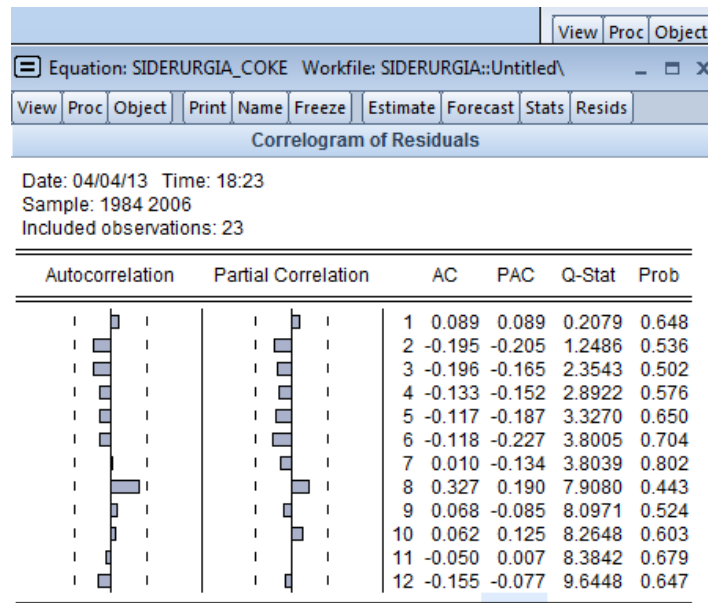 View Proc Object
Equation: SIDERURGIA_COKE Workfile: SIDERURGIA::Untitled\
View Proc Object Print Name Freeze Estimate Forecast Stats Resids
Correlogram of Residuals
Date: 04/04/13 Time: 18:23
Sample: 1984 2006
Included observations: 23
Autocorrelation Partial Correlation AC PAC Q-Stat Prob
1 0.089 0.089 0.2079 0.648
2 -0.195 -0.205 1.2486 0.536
3 -0.196 -0.165 2.3543 0.502
4 -0.133 -0.152 2.8922 0.576
5 -0.117 -0.187 3.3270 0.650
6 -0.118 -0.227 3.8005 0.704
7 0.010 -0.134 3.8039 0.802
8 0.327 0.190 7.9080 0.443
9 0.068 -0.085 8.0971 0.524
10 0.062 0.125 8.2648 0.603
11 -0.050 0.007 8.3842 0.679
12 -0.155 -0.077 9.6448 0.647